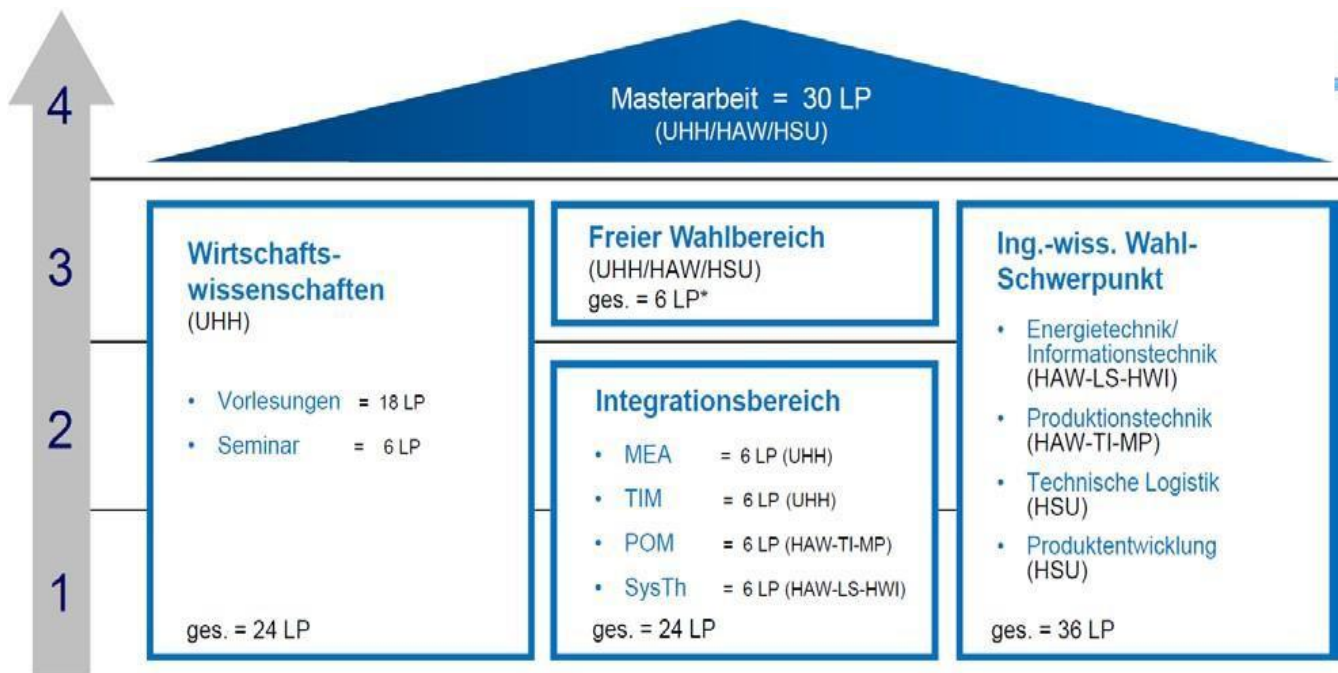 4
Masterarbeit = 30 LP
(UHH/HAW/HSU)
3
2
1
Wirtschafts-
wissenschaften
(UHH)
• Vorlesungen = 18 LP
• Seminar = 6 LP
ges. = 24 LP
Freier Wahlbereich
(UHH/HAW/HSU)
ges. = 6 LP*
Integrationsbereich
• MEA = 6 LP (UHH)
• TIM = 6 LP (UHH)
• POM = 6 LP (HAW-TI-MP)
• SysTh = 6 LP (HAW-LS-HWI)
ges. = 24 LP
Ing.-wiss. Wahl-
Schwerpunkt
• Energietechnik/
Informationstechnik
(HAW-LS-HWI)
• Produktionstechnik
(HAW-TI-MP)
• Technische Logistik
(HSU)
• Produktentwicklung
(HSU)
ges. = 36 LP